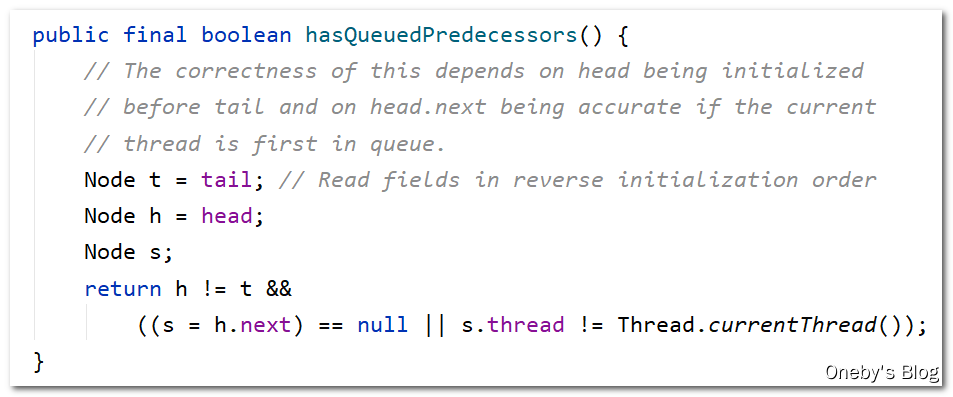 public final boolean hasQueuedPredecessors() {
    // The correctness of this depends on head being initialized
    // before tail and on head.next being accurate if the current
    // thread is first in queue.
    Node t = tail; // Read fields in reverse initialization order
    Node h = head;
    Node s;
    return h != t &&
        ((s = h.next) == null || s.thread != Thread.currentThread());
}
Oneby's Blog